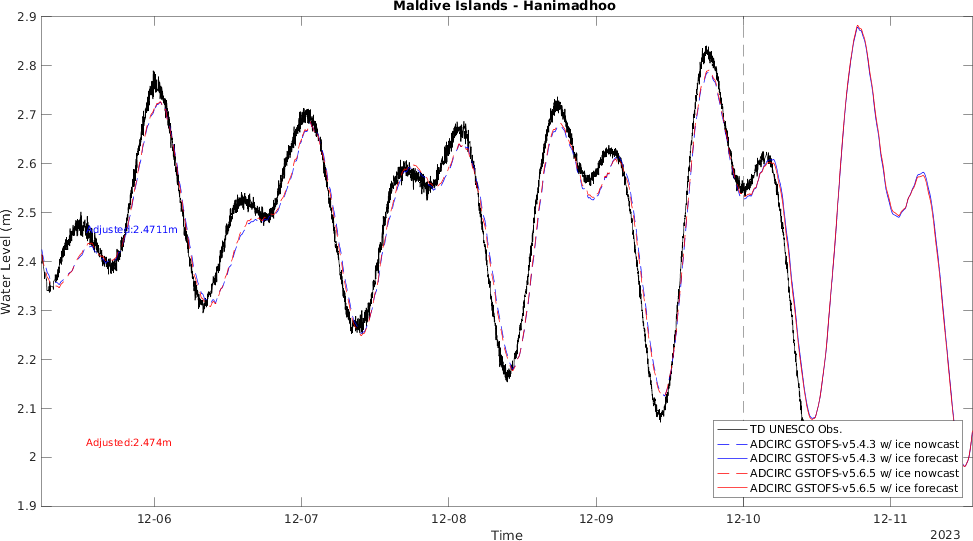 Maldive Islands - Hanimadhoo
2.9
2.8
2.7
2.6
2.5
2.4
2.3
2.2
2.1
2
1.9
Water Level (m)
Adjusted:2.4711m
Adjusted:2.474m
TD UNESCO Obs.
ADCIRC GSTOFS-v5.4.3 w/ ice nowcast
ADCIRC GSTOFS-v5.4.3 w/ ice forecast
ADCIRC GSTOFS-v5.6.5 w/ ice nowcast
ADCIRC GSTOFS-v5.6.5 w/ ice forecast
12-06 12-07 12-08 12-09 12-10 12-11
Time
2023